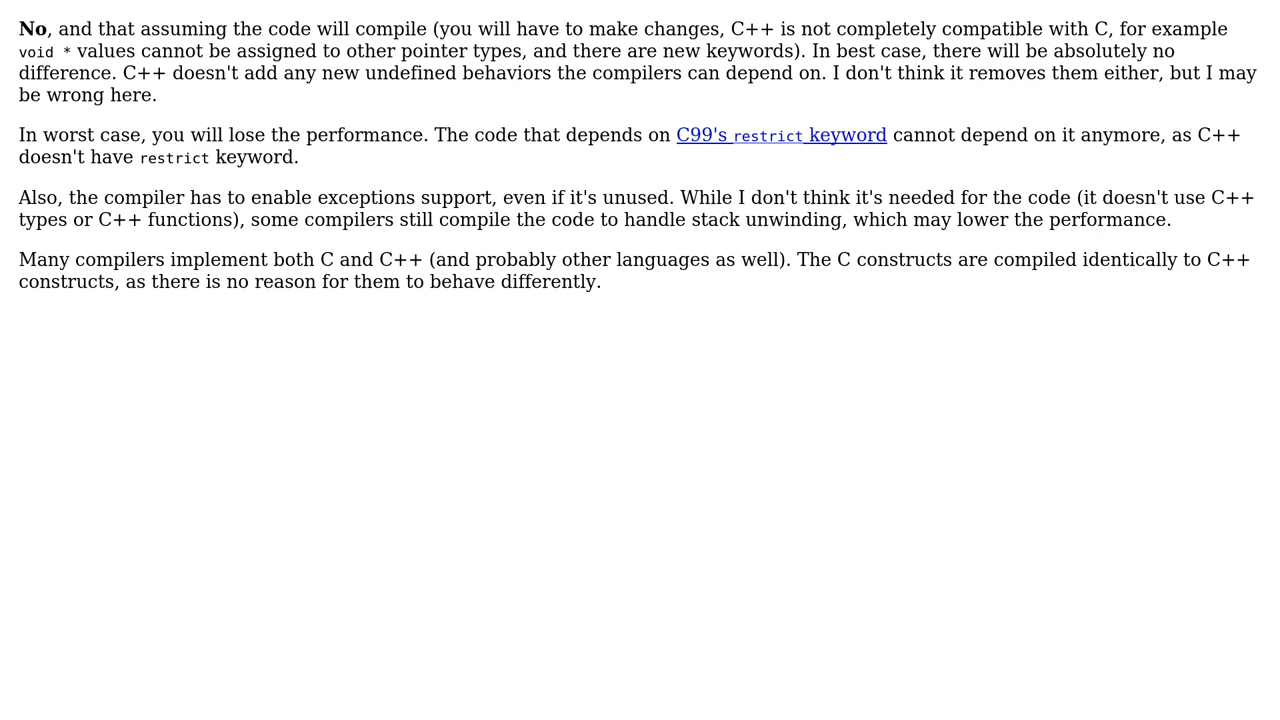 No, and that assuming the code will compile (you will have to make changes, C++ is not completely compatible with C, for example
void * values cannot be assigned to other pointer types, and there are new keywords). In best case, there will be absolutely no
difference. C++ doesn't add any new undefined behaviors the compilers can depend on. I don't think it removes them either, but I may
be wrong here.
In worst case, you will lose the performance. The code that depends on C99's restrict keyword cannot depend on it anymore, as C++
doesn't have restrict keyword.
Also, the compiler has to enable exceptions support, even if it's unused. While I don't think it's needed for the code (it doesn't use C++
types or C++ functions), some compilers still compile the code to handle stack unwinding, which may lower the performance.
Many compilers implement both C and C++ (and probably other languages as well). The C constructs are compiled identically to C++
constructs, as there is no reason for them to behave differently.